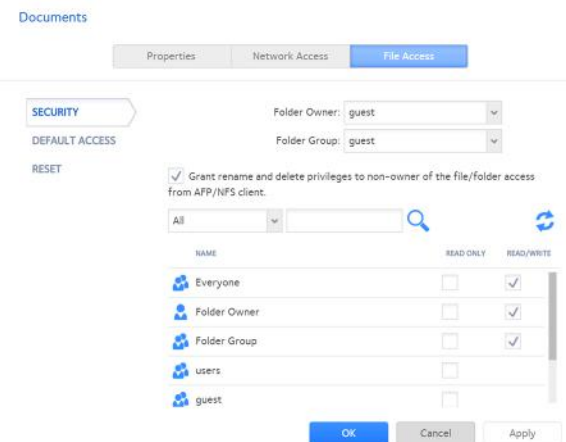 Documents
Properties Network Access File Access
SECURITY
DEFAULT ACCESS
RESET
Folder Owner: guest
Folder Group: guest
Grant rename and delete privileges to non-owner of the file/folder access
from AFP/NFS client.
All
NAME READ ONLY READ/WRITE
Everyone
Folder Owner
Folder Group
users
guest
OK Cancel Apply